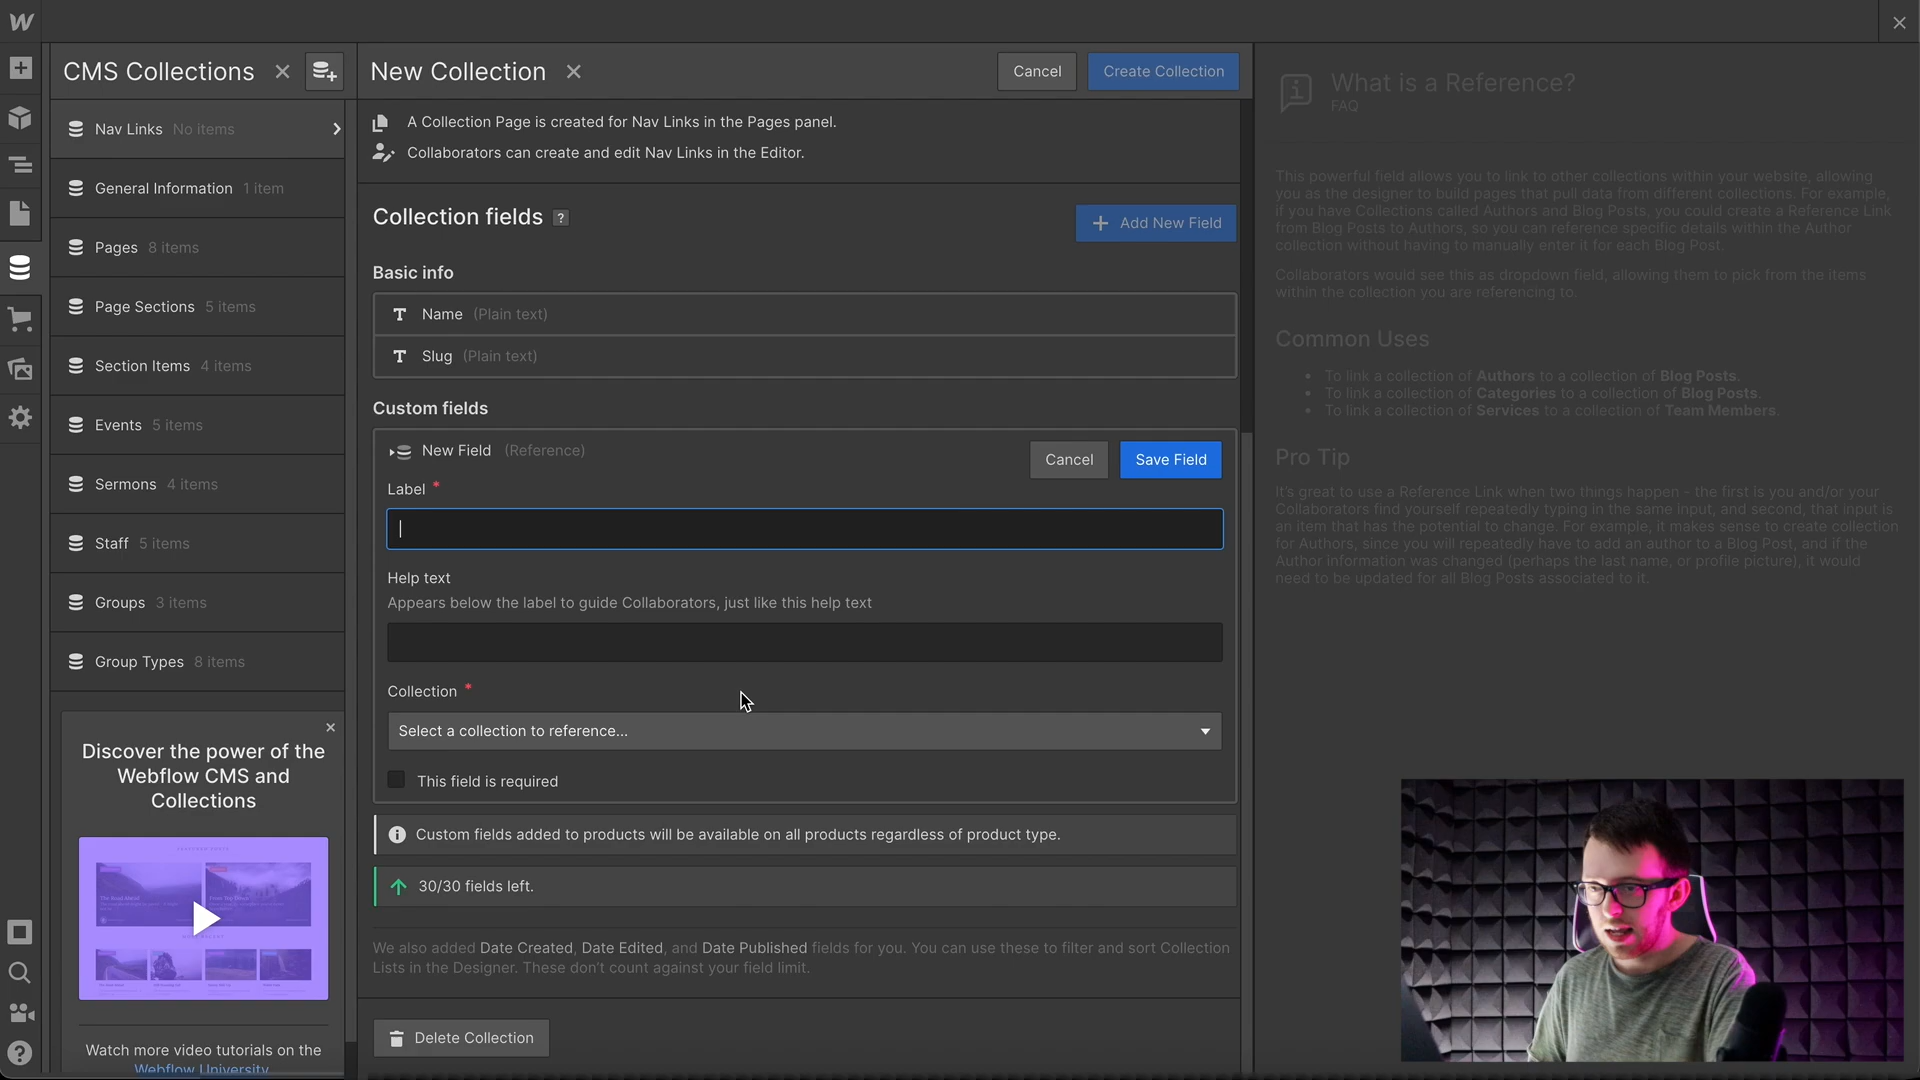 CMS Collections
Nav Links No items
General Information 1 item
Pages 8 items
Page Sections 5 items
Section Items 4 items
Events 5 items
Sermons 4 items
Staff 5 items
Groups 3 items
Group Types 8 items
Discover the power of the
Webflow CMS and
Collections
Watch more video tutorials on the
Webflow University
New Collection
Cancel
Create Collection
A Collection Page is created for Nav Links in the Pages panel.
Collaborators can create and edit Nav Links in the Editor.
Collection fields ?
+ Add New Field
Basic info
T Name (Plain text)
T Slug (Plain text)
Custom fields
New Field (Reference)
Cancel
Save Field
Label *
Help text
Appears below the label to guide Collaborators, just like this help text
Collection *
Select a collection to reference...
This field is required
Custom fields added to products will be available on all products regardless of product type.
30/30 fields left.
We also added Date Created, Date Edited, and Date Published fields for you. You can use these to filter and sort Collection
Lists in the Designer. These don't count against your field limit.
Delete Collection
What is a Reference?
FAQ
This powerful field allows you to link to other collections within your website, allowing
you as the designer to build pages that pull data from different collections. For example,
if you have Collections called Authors and Blog Posts, you could create a Reference Link
from Blog Posts to Authors, so you can reference specific details within the Author
collection without having to manually enter it for each Blog Post.
Collaborators would see this as dropdown field, allowing them to pick from the items
within the collection you are referencing to.
Common Uses
• To link a collection of Authors to a collection of Blog Posts.
• To link a collection of Categories to a collection of Blog Posts.
• To link a collection of Services to a collection of Team Members.
Pro Tip
It's great to use a Reference Link when two things happen - the first is you and/or your
Collaborators find yourself repeatedly typing in the same input, and second, that input is
an item that has the potential to change. For example, it makes sense to create collection
for Authors, since you will repeatedly have to add an author to a Blog Post, and if the
Author information was changed (perhaps the last name, or profile picture), it would
need to be updated for all Blog Posts associated to it.